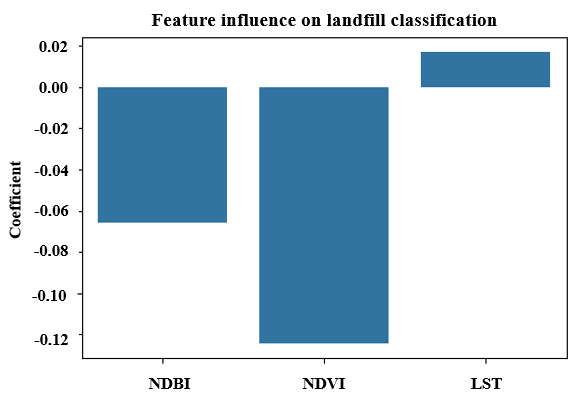 Feature influence on landfill classification
0.02
0.00
-0.02
-0.04
-0.06
-0.08
-0.10
-0.12
Coefficient
NDBI NDVI LST